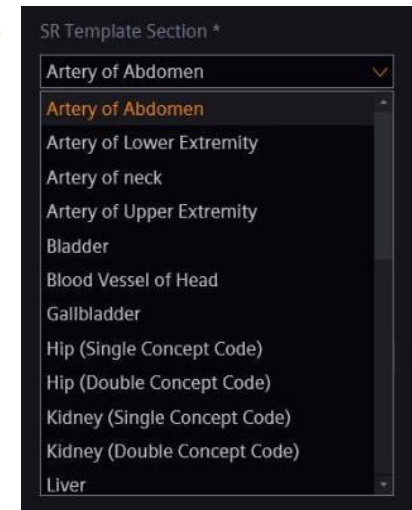 SR Template Section *
Artery of Abdomen
Artery of Abdomen
Artery of Lower Extremity
Artery of neck
Artery of Upper Extremity
Bladder
Blood Vessel of Head
Gallbladder
Hip (Single Concept Code)
Hip (Double Concept Code)
Kidney (Single Concept Code)
Kidney (Double Concept Code)
Liver